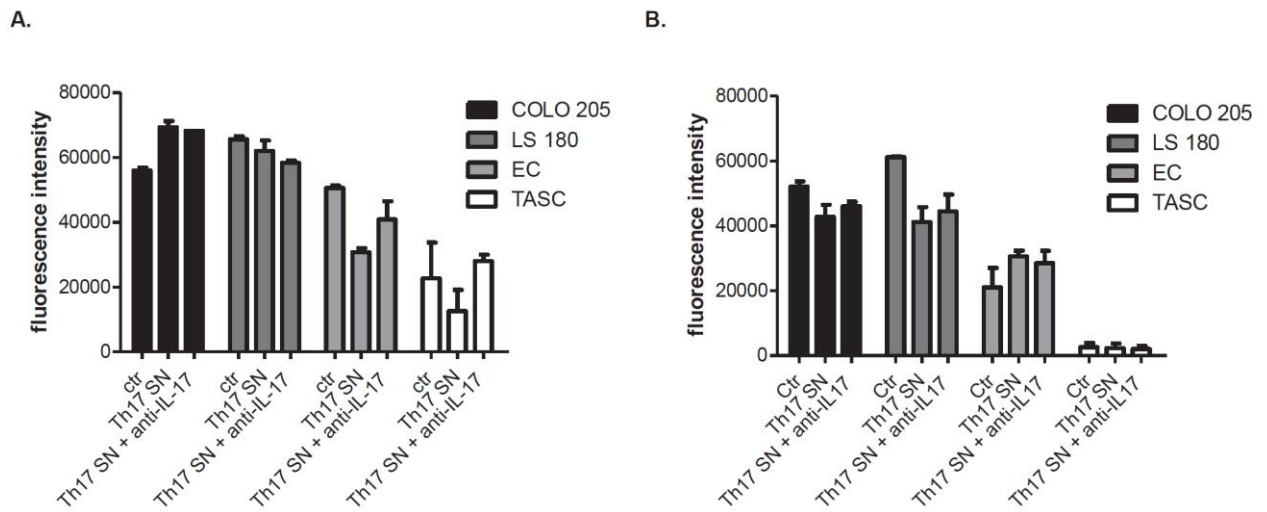 A.
fluorescence intensity
80000
60000
40000
20000
0
COLO 205
LS 180
EC
TASC
ctr
Th17 SN
Th17 SN + anti-IL-17
ctr
Th17 SN
Th17 SN + anti-IL-17
ctr
Th17 SN
Th17 SN + anti-IL-17
ctr
Th17 SN
Th17 SN + anti-IL-17
B.
fluorescence intensity
80000
60000
40000
20000
0
COLO 205
LS 180
EC
TASC
Ctr
Th17 SN
Th17 SN + anti-IL17
Ctr
Th17 SN
Th17 SN + anti-IL17
Ctr
Th17 SN
Th17 SN + anti-IL17
Ctr
Th17 SN
Th17 SN + anti-IL17